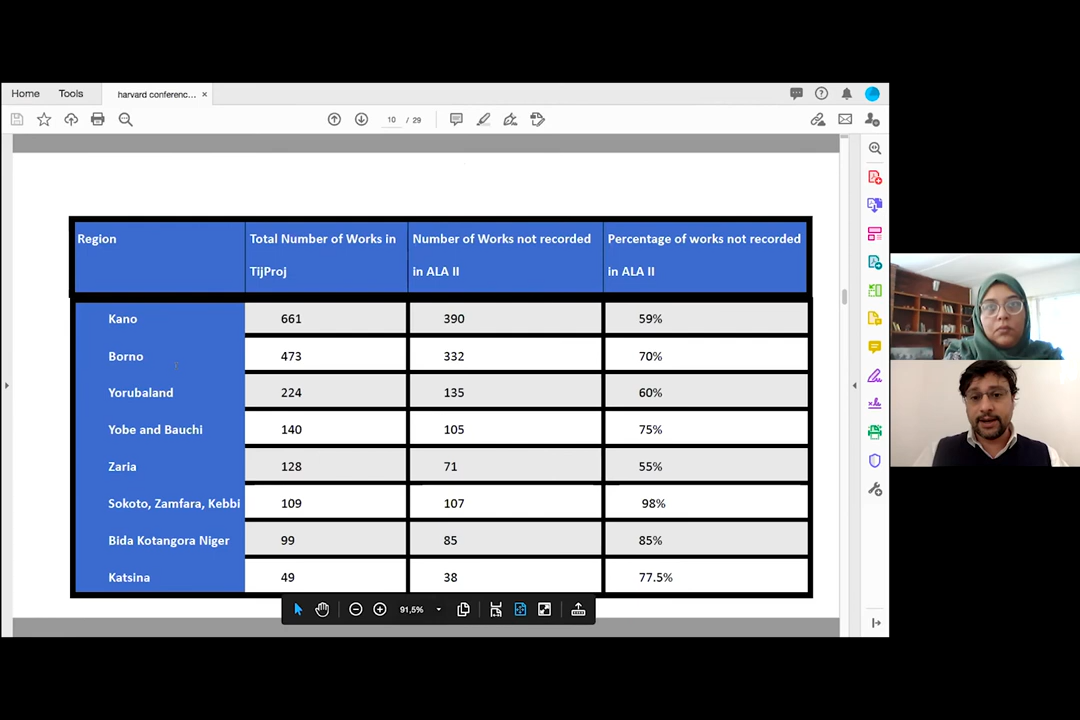 Home Tools harvard conferenc... ×
10 / 29
Region Total Number of Works in TijProj Number of Works not recorded in ALA II Percentage of works not recorded in ALA II
Kano 661 390 59%
Borno 473 332 70%
Yorubaland 224 135 60%
Yobe and Bauchi 140 105 75%
Zaria 128 71 55%
Sokoto, Zamfara, Kebbi 109 107 98%
Bida Kotangora Niger 99 85 85%
Katsina 49 38 77.5%
91,5%